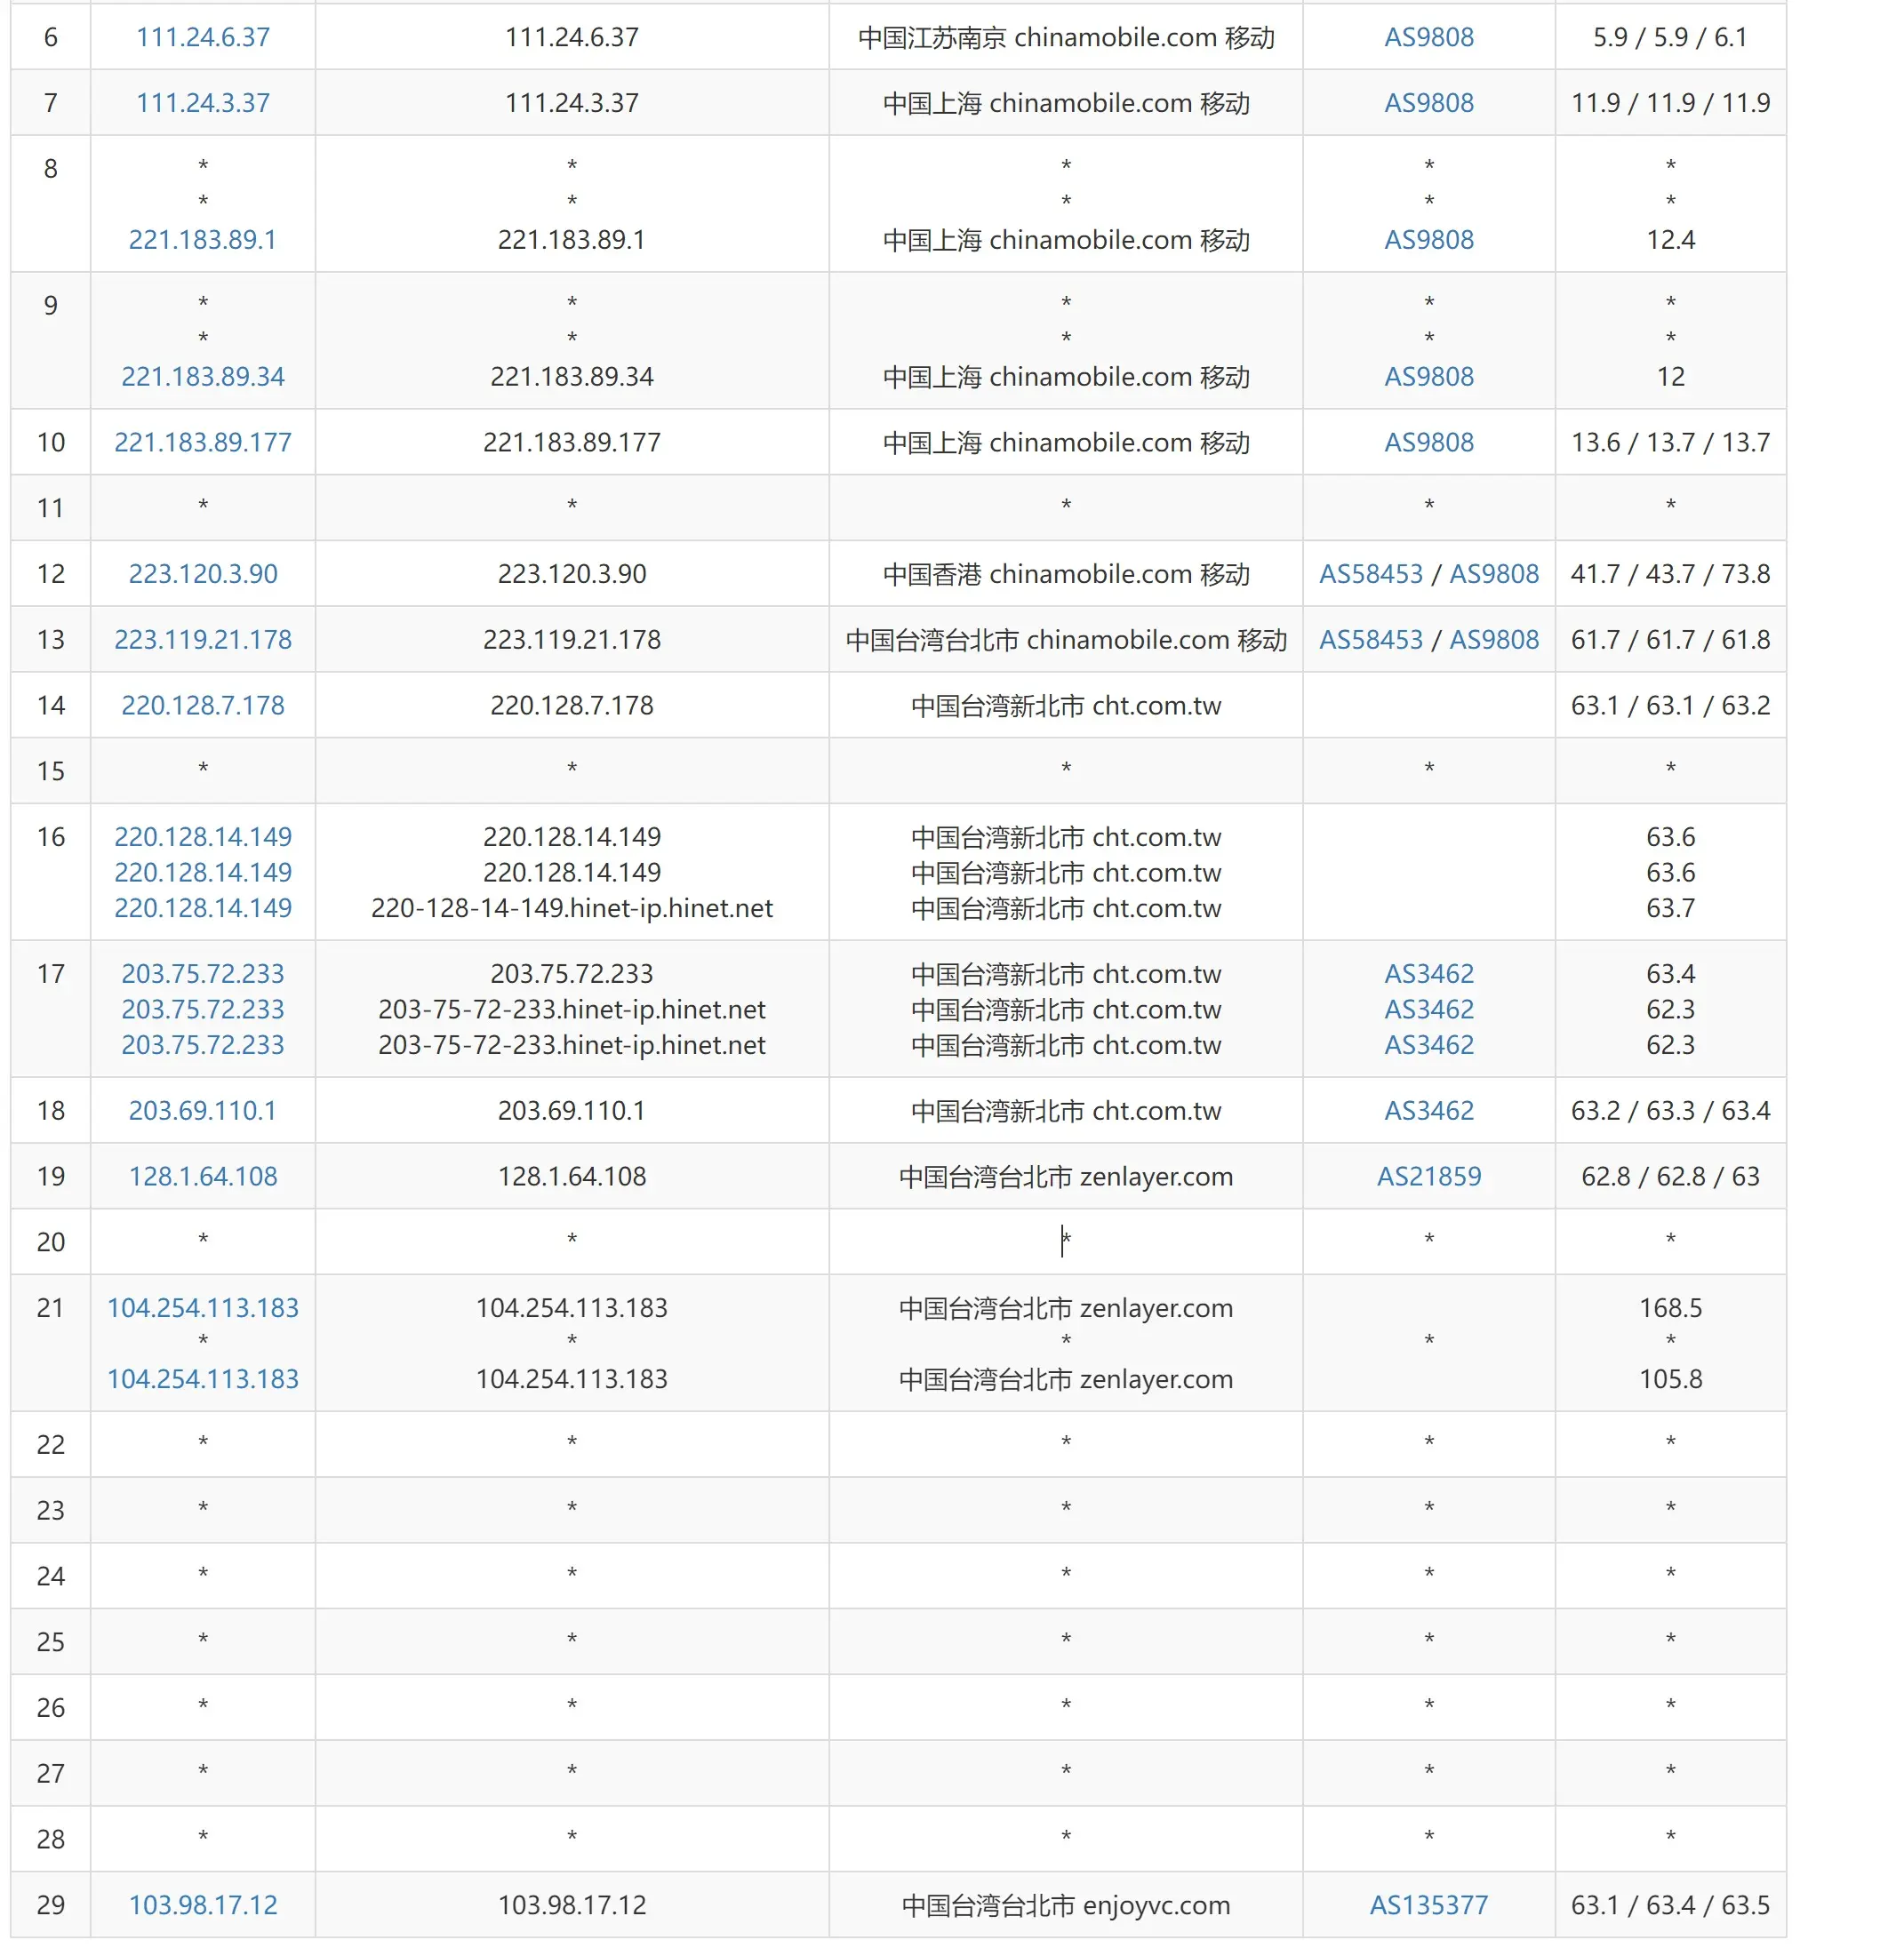 6 111.24.6.37 111.24.6.37 中国江苏南京 chinamobile.com 移动 AS9808 5.9 / 5.9 / 6.1
7 111.24.3.37 111.24.3.37 中国上海 chinamobile.com 移动 AS9808 11.9 / 11.9 / 11.9
8 * * * * *
* * * * *
221.183.89.1 221.183.89.1 中国上海 chinamobile.com 移动 AS9808 12.4
9 * * * * *
* * * * *
221.183.89.34 221.183.89.34 中国上海 chinamobile.com 移动 AS9808 12
10 221.183.89.177 221.183.89.177 中国上海 chinamobile.com 移动 AS9808 13.6 / 13.7 / 13.7
11 * * * * *
12 223.120.3.90 223.120.3.90 中国香港 chinamobile.com 移动 AS58453 / AS9808 41.7 / 43.7 / 73.8
13 223.119.21.178 223.119.21.178 中国台湾台北市 chinamobile.com 移动 AS58453 / AS9808 61.7 / 61.7 / 61.8
14 220.128.7.178 220.128.7.178 中国台湾新北市 cht.com.tw 63.1 / 63.1 / 63.2
15 * * * * *
16 220.128.14.149 220.128.14.149 中国台湾新北市 cht.com.tw 63.6
220.128.14.149 220.128.14.149 中国台湾新北市 cht.com.tw 63.6
220.128.14.149 220-128-14-149.hinet-ip.hinet.net 中国台湾新北市 cht.com.tw 63.7
17 203.75.72.233 203.75.72.233 中国台湾新北市 cht.com.tw AS3462 63.4
203.75.72.233 203-75-72-233.hinet-ip.hinet.net 中国台湾新北市 cht.com.tw AS3462 62.3
203.75.72.233 203-75-72-233.hinet-ip.hinet.net 中国台湾新北市 cht.com.tw AS3462 62.3
18 203.69.110.1 203.69.110.1 中国台湾新北市 cht.com.tw AS3462 63.2 / 63.3 / 63.4
19 128.1.64.108 128.1.64.108 中国台湾台北市 zenlayer.com AS21859 62.8 / 62.8 / 63
20 * * * * *
21 104.254.113.183 104.254.113.183 中国台湾台北市 zenlayer.com 168.5
* * * * *
104.254.113.183 104.254.113.183 中国台湾台北市 zenlayer.com 105.8
22 * * * * *
23 * * * * *
24 * * * * *
25 * * * * *
26 * * * * *
27 * * * * *
28 * * * * *
29 103.98.17.12 103.98.17.12 中国台湾台北市 enjoyvc.com AS135377 63.1 / 63.4 / 63.5